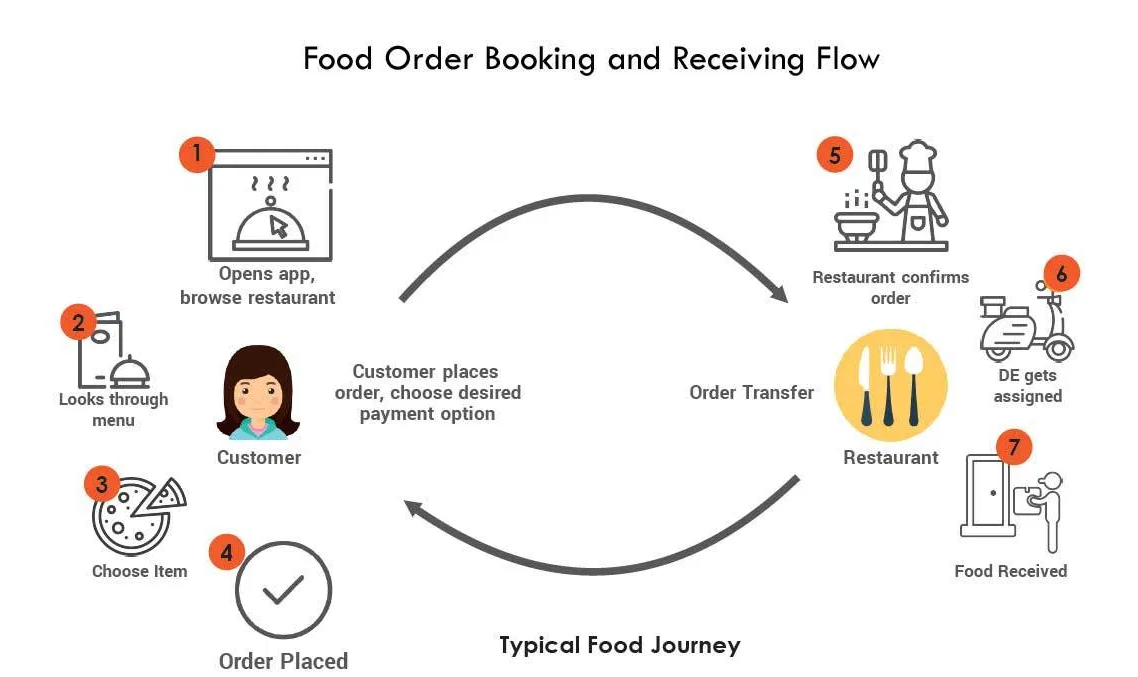 Food Order Booking and Receiving Flow
1
Opens app,
browse restaurant
2
Looks through
menu
3
Choose Item
4
Order Placed
Customer
Customer places
order, choose desired
payment option
Order Transfer
5
Restaurant confirms
order
Restaurant
6
DE gets
assigned
7
Food Received
Typical Food Journey